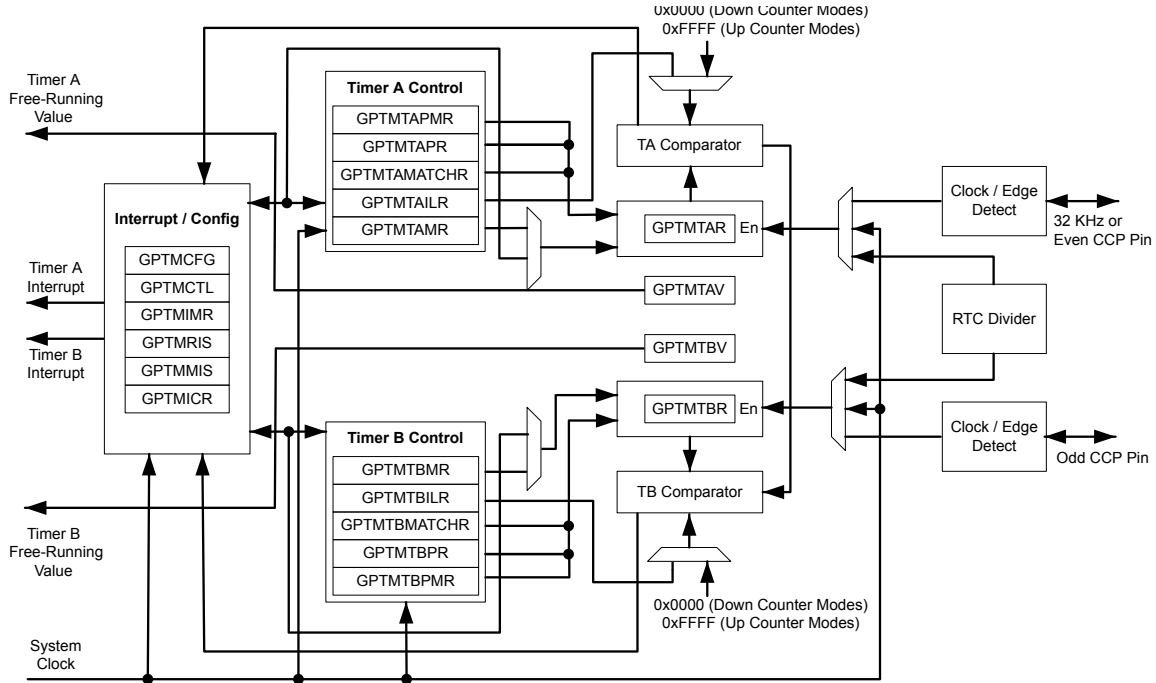 0x0000 (Down Counter Modes)
0xFFFF (Up Counter Modes)
Timer A
Free-Running
Value
Timer A Control
GPTMTAPMR
GPTMTAPR
GPTMTAMATCHR
GPTMTAILR
GPTMTAMR
TA Comparator
GPTMTAR
En
Clock / Edge
Detect
32 KHz or
Even CCP Pin
Interrupt / Config
GPTMCFG
GPTMCTL
GPTMIMR
GPTMRIS
GPTMMIS
GPTMICR
Timer A
Interrupt
Timer B
Interrupt
GPTMTAV
GPTMTBV
RTC Divider
GPTMTBR
En
Clock / Edge
Detect
Odd CCP Pin
Timer B Control
GPTMTBMR
GPTMTBILR
GPTMTBMATCHR
GPTMTBPR
GPTMTBPMR
TB Comparator
Timer B
Free-Running
Value
0x0000 (Down Counter Modes)
0xFFFF (Up Counter Modes)
System
Clock